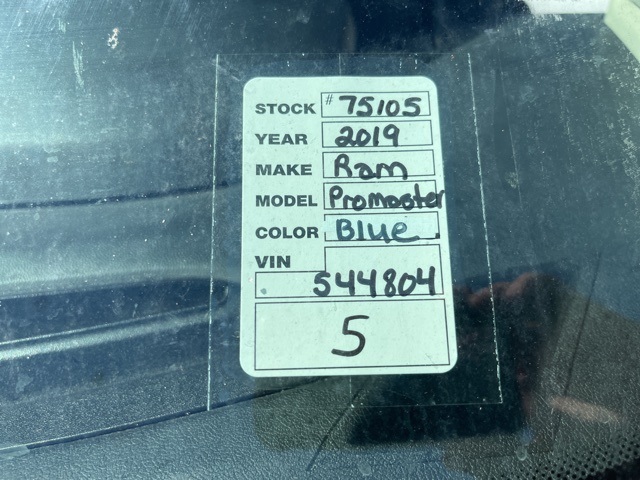 STOCK # 75105
YEAR 2019
MAKE Ram
MODEL Promaster
COLOR Blue
VIN
544804
5